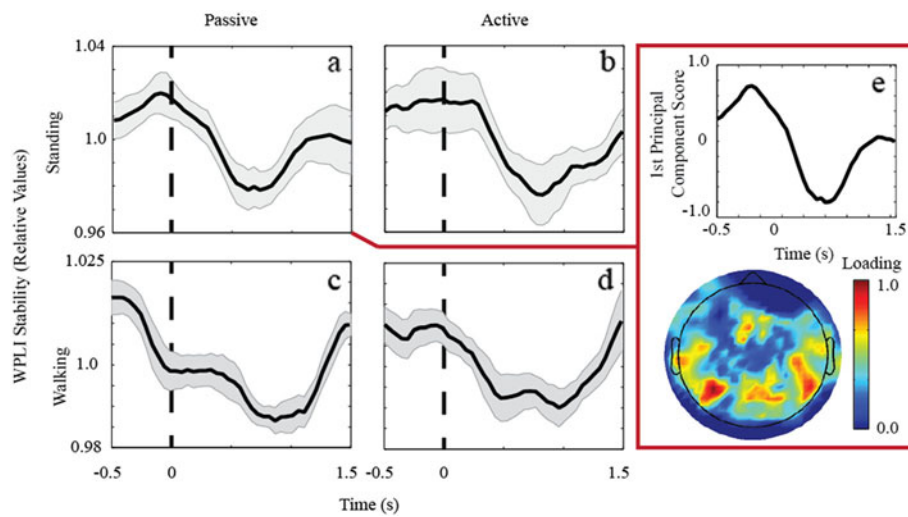 Passive
Active
1.04
1.0
0.96
Standing
a
b
WPLI Stability (Relative Values)
1.025
1.0
0.98
Walking
c
d
-0.5
0
1.5
-0.5
0
1.5
Time (s)
e
1.0
0
-1.0
1st Principal
Component Score
-0.5
0
1.5
Time (s)
Loading
1.0
0.0